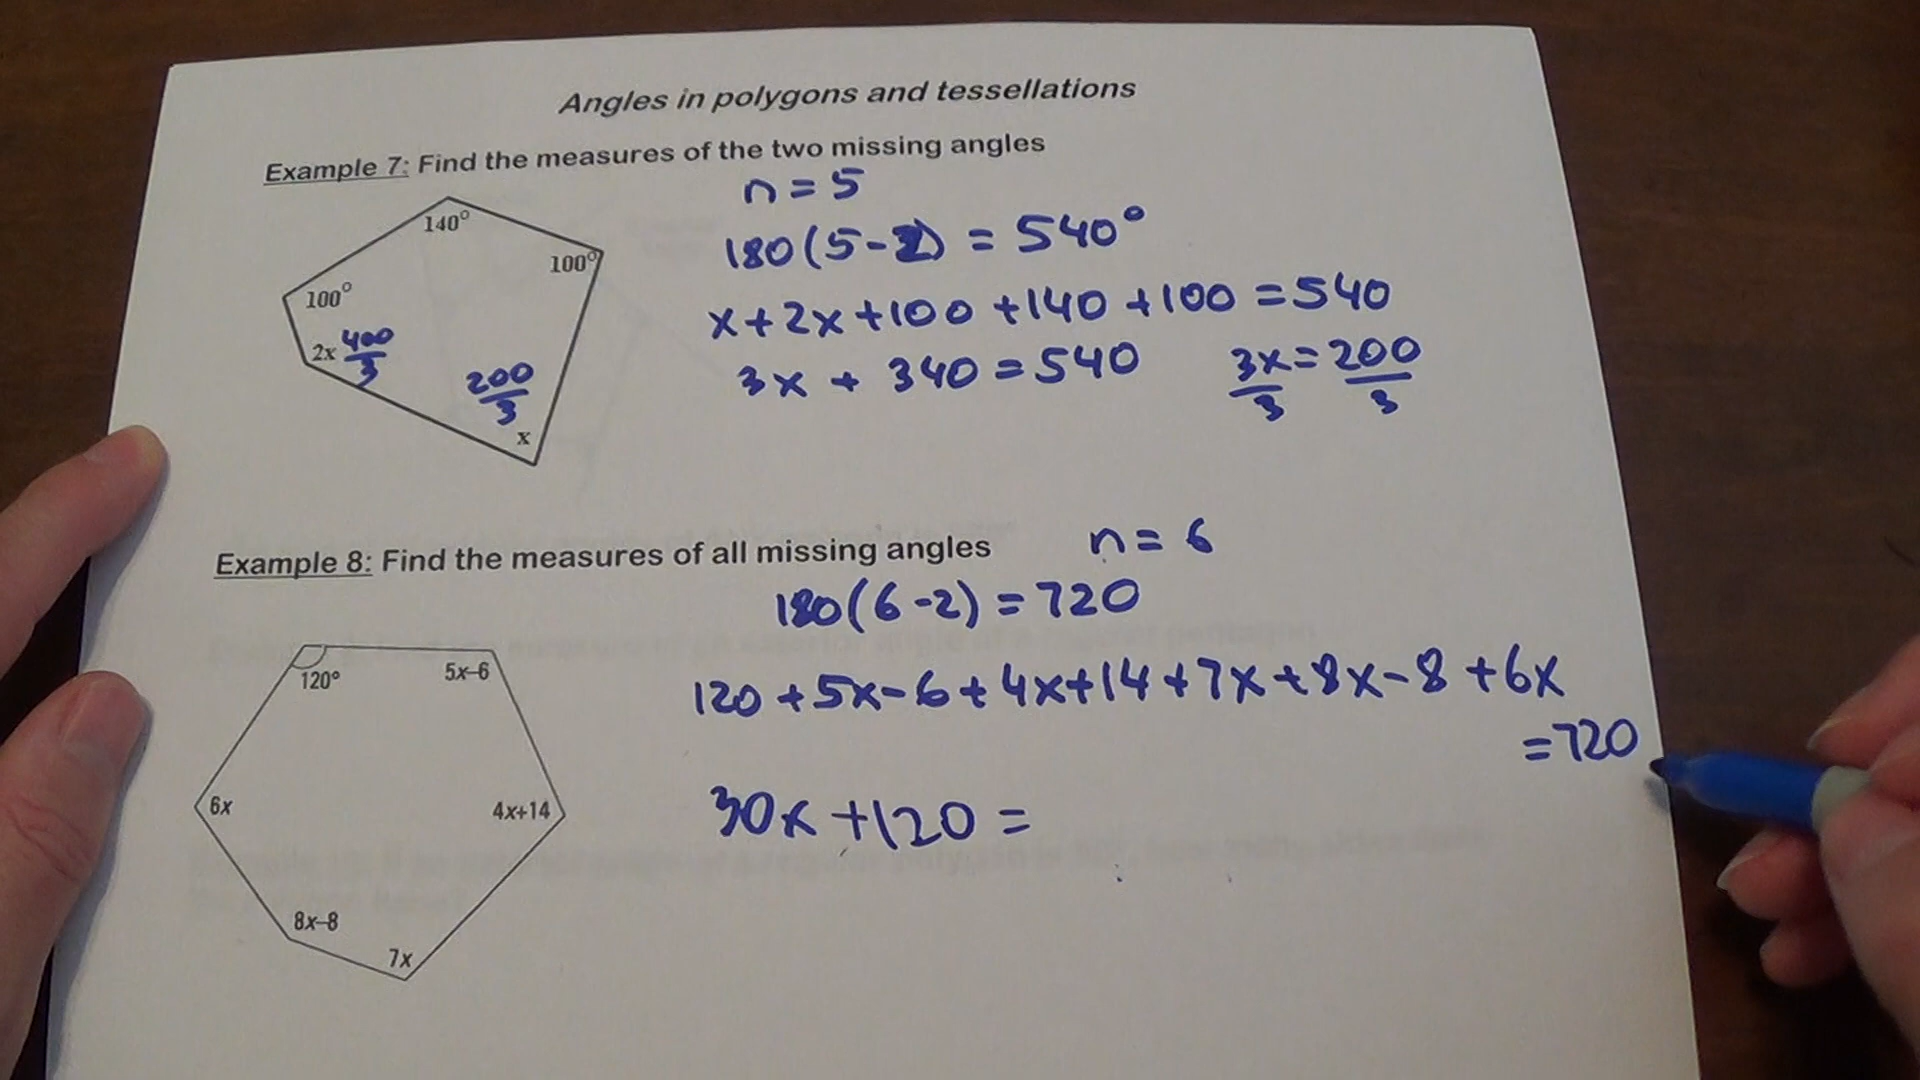 Angles in polygons and tessellations
Example 7: Find the measures of the two missing angles
n = 5
140°
100°
100°
2x 400/3
200/3
x
180(5-2) = 540°
x+2x+100+140+100=540
3x + 340=540
3x/3=200/3
Example 8: Find the measures of all missing angles
n = 6
180(6-2)=720
120°
5x–6
6x
4x+14
8x–8
7x
120+5x-6+4x+14+7x+8x-8+6x
=720
30x+120=